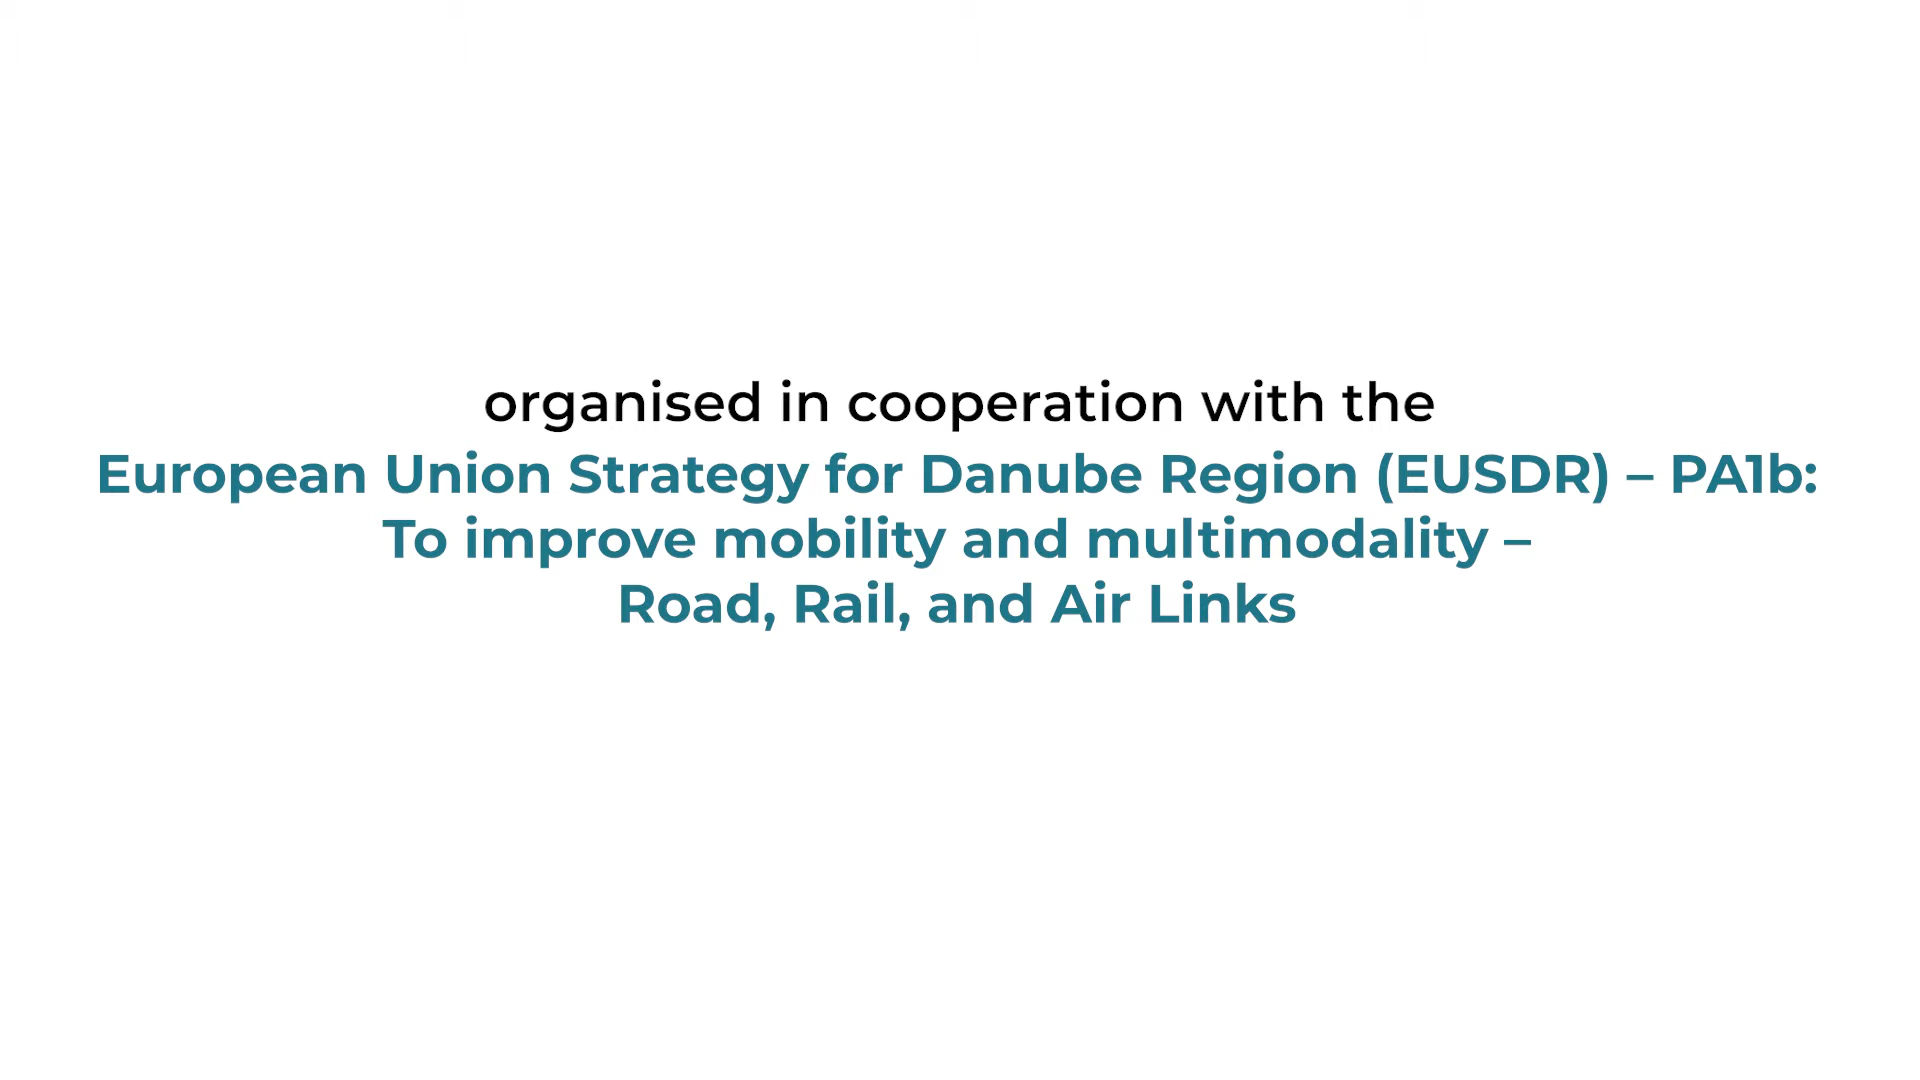 organised in cooperation with the
European Union Strategy for Danube Region (EUSDR) – PA1b:
To improve mobility and multimodality –
Road, Rail, and Air Links